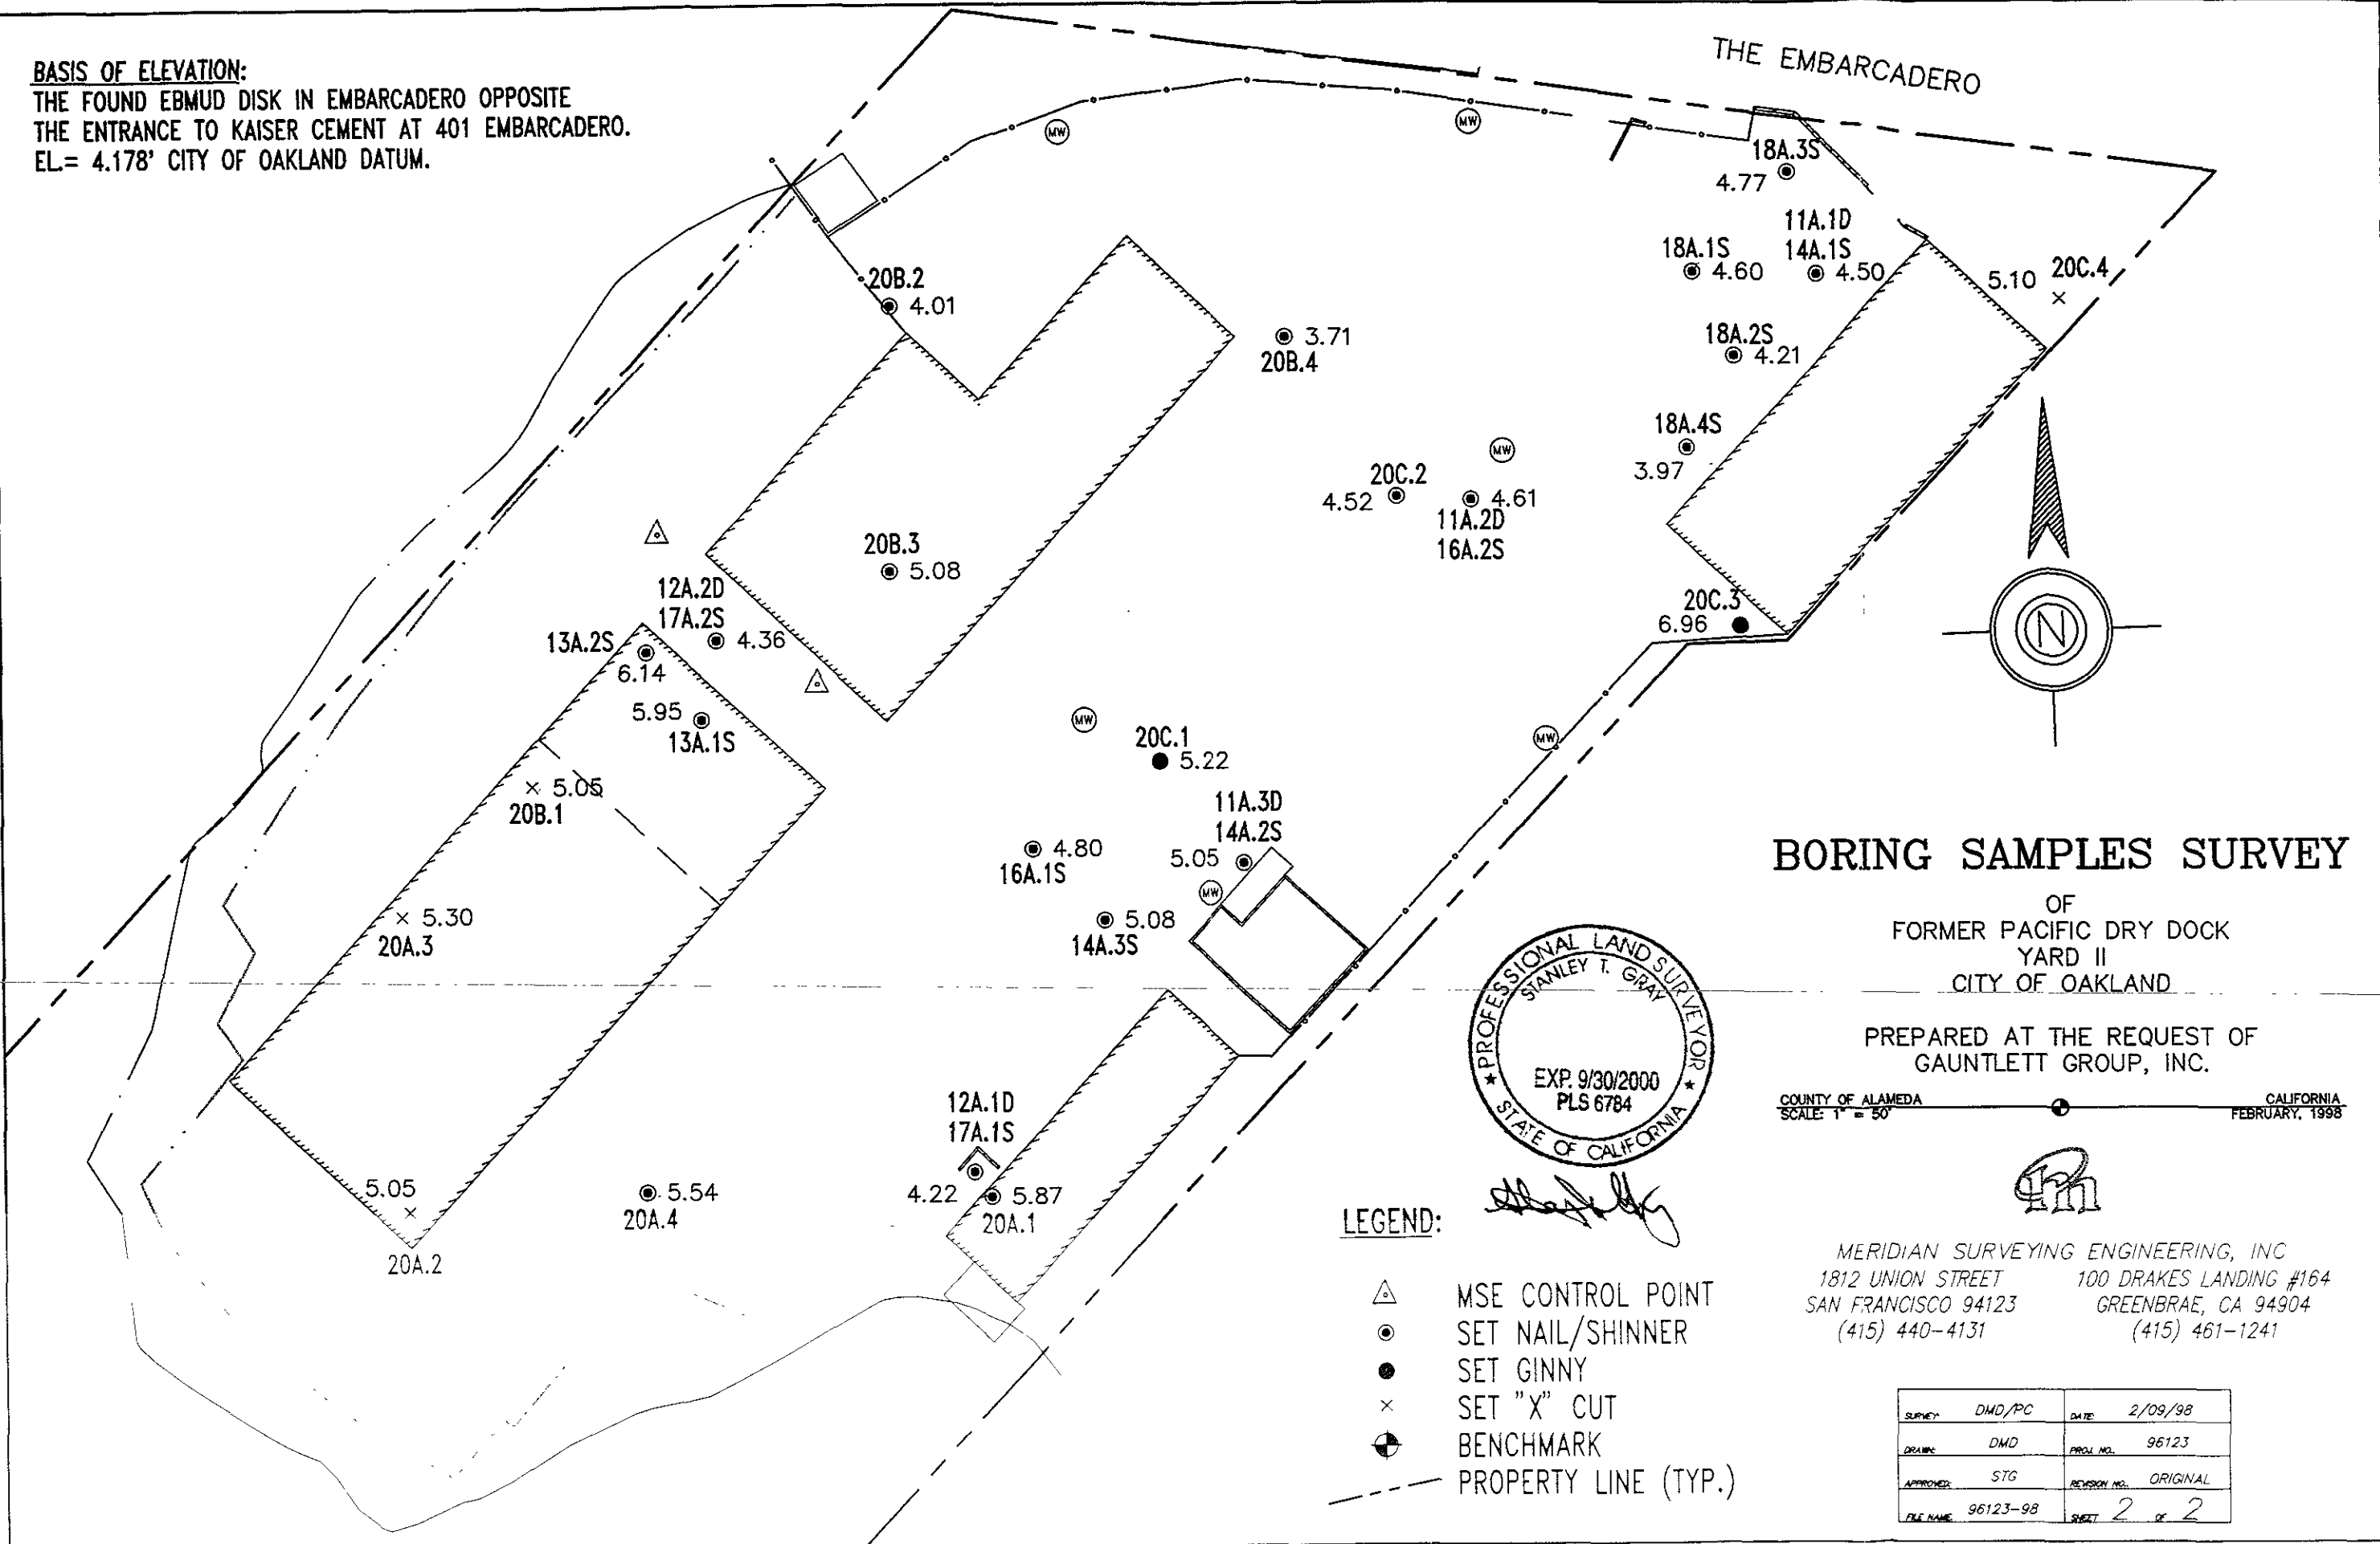 BASIS OF ELEVATION:
THE FOUND EBMUD DISK IN EMBARCADERO OPPOSITE
THE ENTRANCE TO KAISER CEMENT AT 401 EMBARCADERO.
EL.= 4.178' CITY OF OAKLAND DATUM.
THE EMBARCADERO
MW
MW
18A.3S
4.77
11A.1D
14A.1S
4.50
18A.1S
4.60
5.10
20C.4
20B.2
4.01
3.71
20B.4
18A.2S
4.21
18A.4S
3.97
MW
20C.2
4.52
4.61
11A.2D
16A.2S
20B.3
5.08
12A.2D
17A.2S
4.36
13A.2S
6.14
20C.3
6.96
N
5.95
13A.1S
MW
20C.1
5.22
MW
5.05
20B.1
11A.3D
14A.2S
5.05
4.80
16A.1S
MW
5.08
14A.3S
5.30
20A.3
12A.1D
17A.1S
4.22
5.87
20A.1
5.05
20A.2
5.54
20A.4
BORING SAMPLES SURVEY
OF
FORMER PACIFIC DRY DOCK
YARD II
CITY OF OAKLAND
PREPARED AT THE REQUEST OF
GAUNTLETT GROUP, INC.
COUNTY OF ALAMEDA CALIFORNIA
SCALE: 1" = 50' FEBRUARY, 1998
PROFESSIONAL LAND SURVEYOR
STANLEY T. GRAY
EXP. 9/30/2000
PLS 6784
STATE OF CALIFORNIA
MERIDIAN SURVEYING ENGINEERING, INC
1812 UNION STREET 100 DRAKES LANDING #164
SAN FRANCISCO 94123 GREENBRAE, CA 94904
(415) 440-4131 (415) 461-1241
LEGEND:
MSE CONTROL POINT
SET NAIL/SHINNER
SET GINNY
SET "X" CUT
BENCHMARK
PROPERTY LINE (TYP.)
SURVEY: DMD/PC DATE: 2/09/98
DRAWN: DMD PROJ. NO. 96123
APPROVED: STG REVISION NO. ORIGINAL
FILE NAME: 96123-98 SHEET 2 OF 2